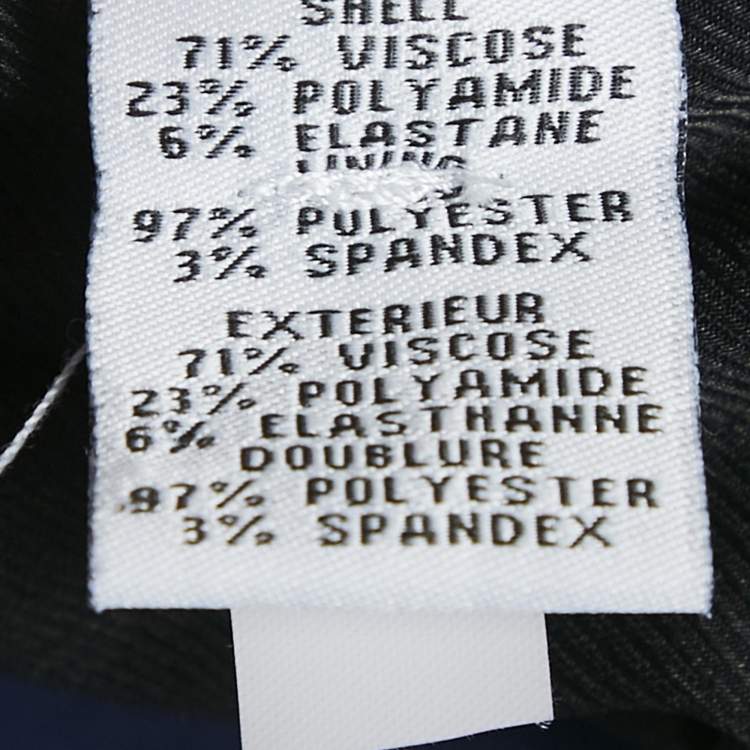 SHELL
71% VISCOSE
23% POLYAMIDE
6% ELASTANE
LINING
97% POLYESTER
3% SPANDEX
EXTERIEUR
71% VISCOSE
23% POLYAMIDE
6% ELASTHANNE
DOUBLURE
97% POLYESTER
3% SPANDEX